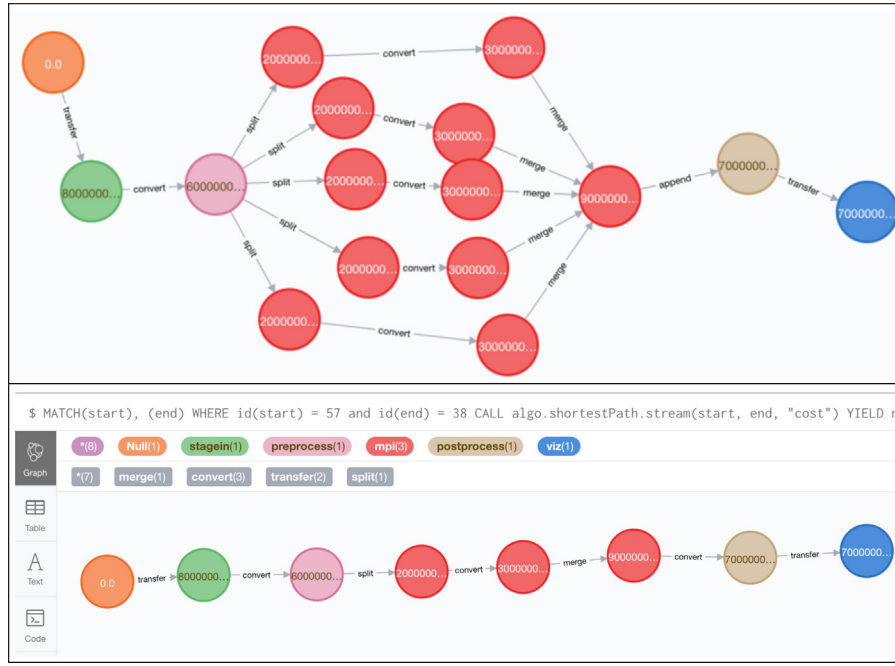 0.0
transfer
8000000...
convert
6000000...
split
split
split
split
split
2000000...
convert
3000000...
2000000...
convert
3000000...
2000000...
convert
3000000...
2000000...
convert
3000000...
2000000...
convert
3000000...
merge
merge
merge
merge
merge
9000000...
append
7000000...
transfer
7000000...
$ MATCH(start), (end) WHERE id(start) = 57 and id(end) = 38 CALL algo.shortestPath.stream(start, end, "cost") YIELD
Graph
*(8) Null(1) stagein(1) preprocess(1) mpi(3) postprocess(1) viz(1)
*(7) merge(1) convert(3) transfer(2) split(1)
Table
Text
Code
0.0 transfer 8000000... convert 6000000... split 2000000... convert 3000000... merge 9000000... convert 7000000... transfer 7000000...